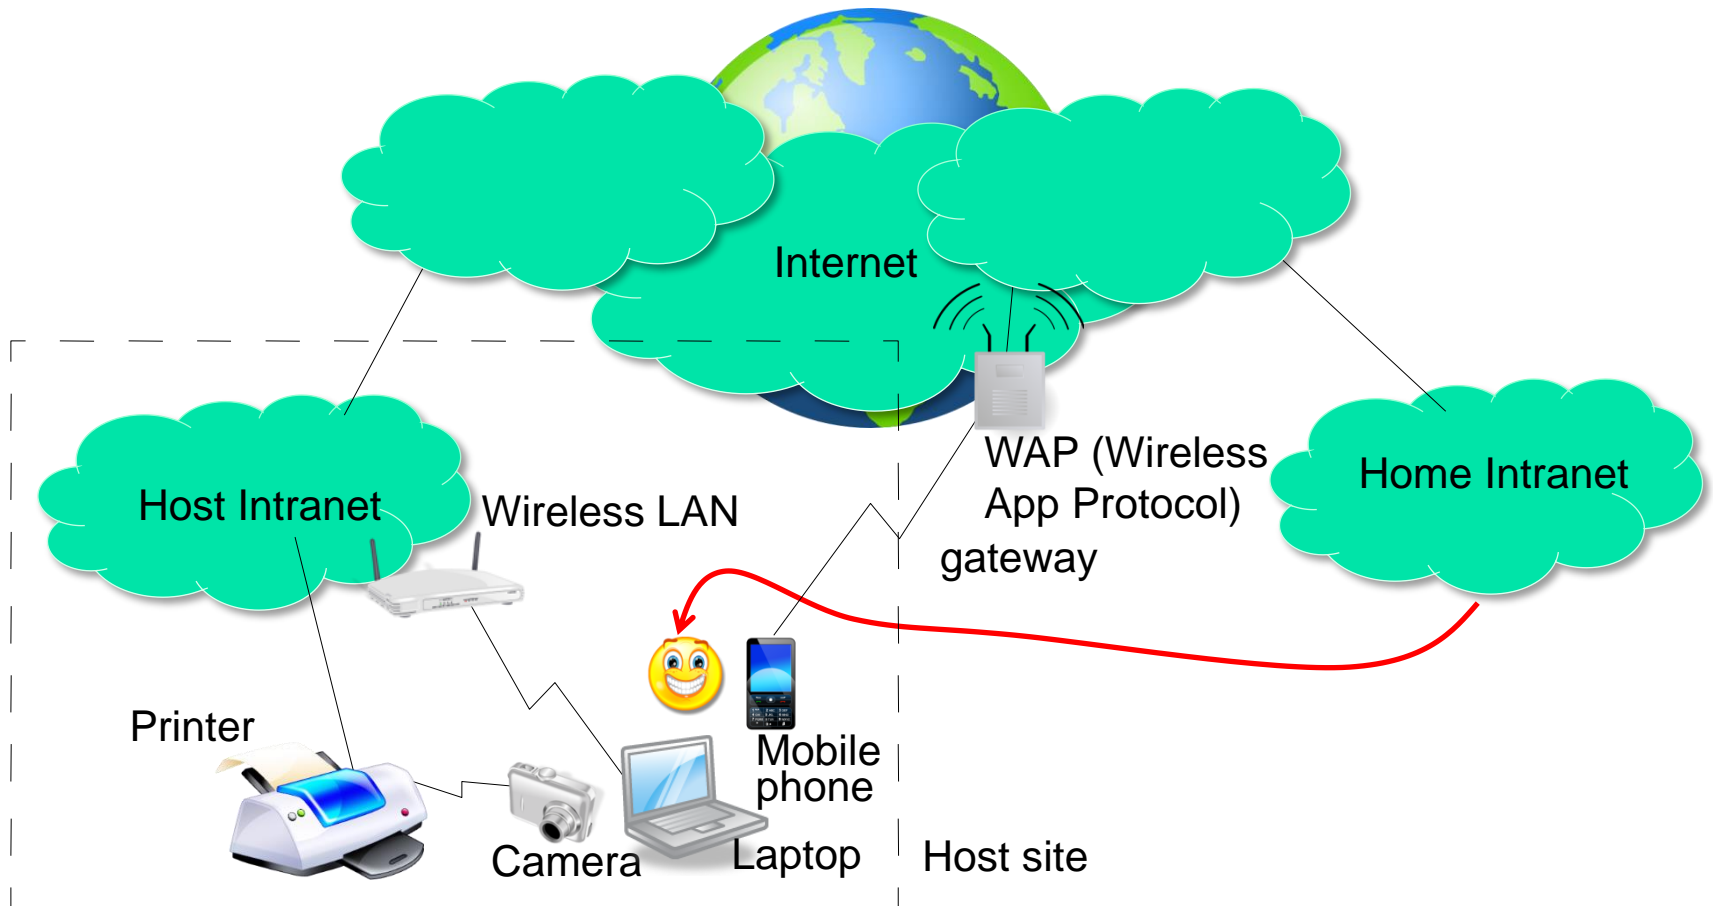 Internet
WAP (Wireless
App Protocol)
gateway
Home Intranet
Host Intranet
Wireless LAN
Printer
Mobile
phone
Camera
Laptop
Host site